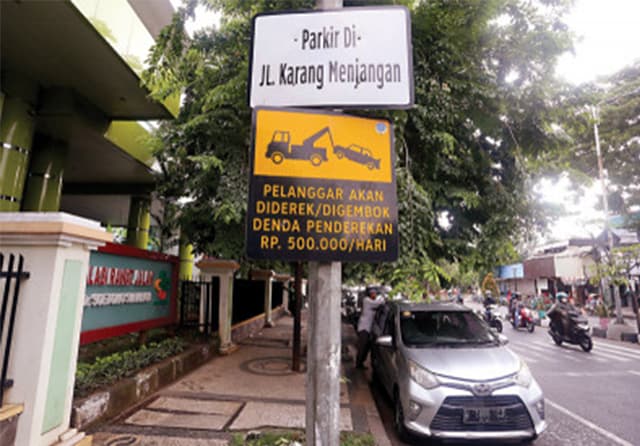 - Parkir Di -
JL. Karang Menjangan
PELANGGAR AKAN
DIDEREK/DIGEMBOK
DENDA PENDEREKAN
RP. 500.000/HARI